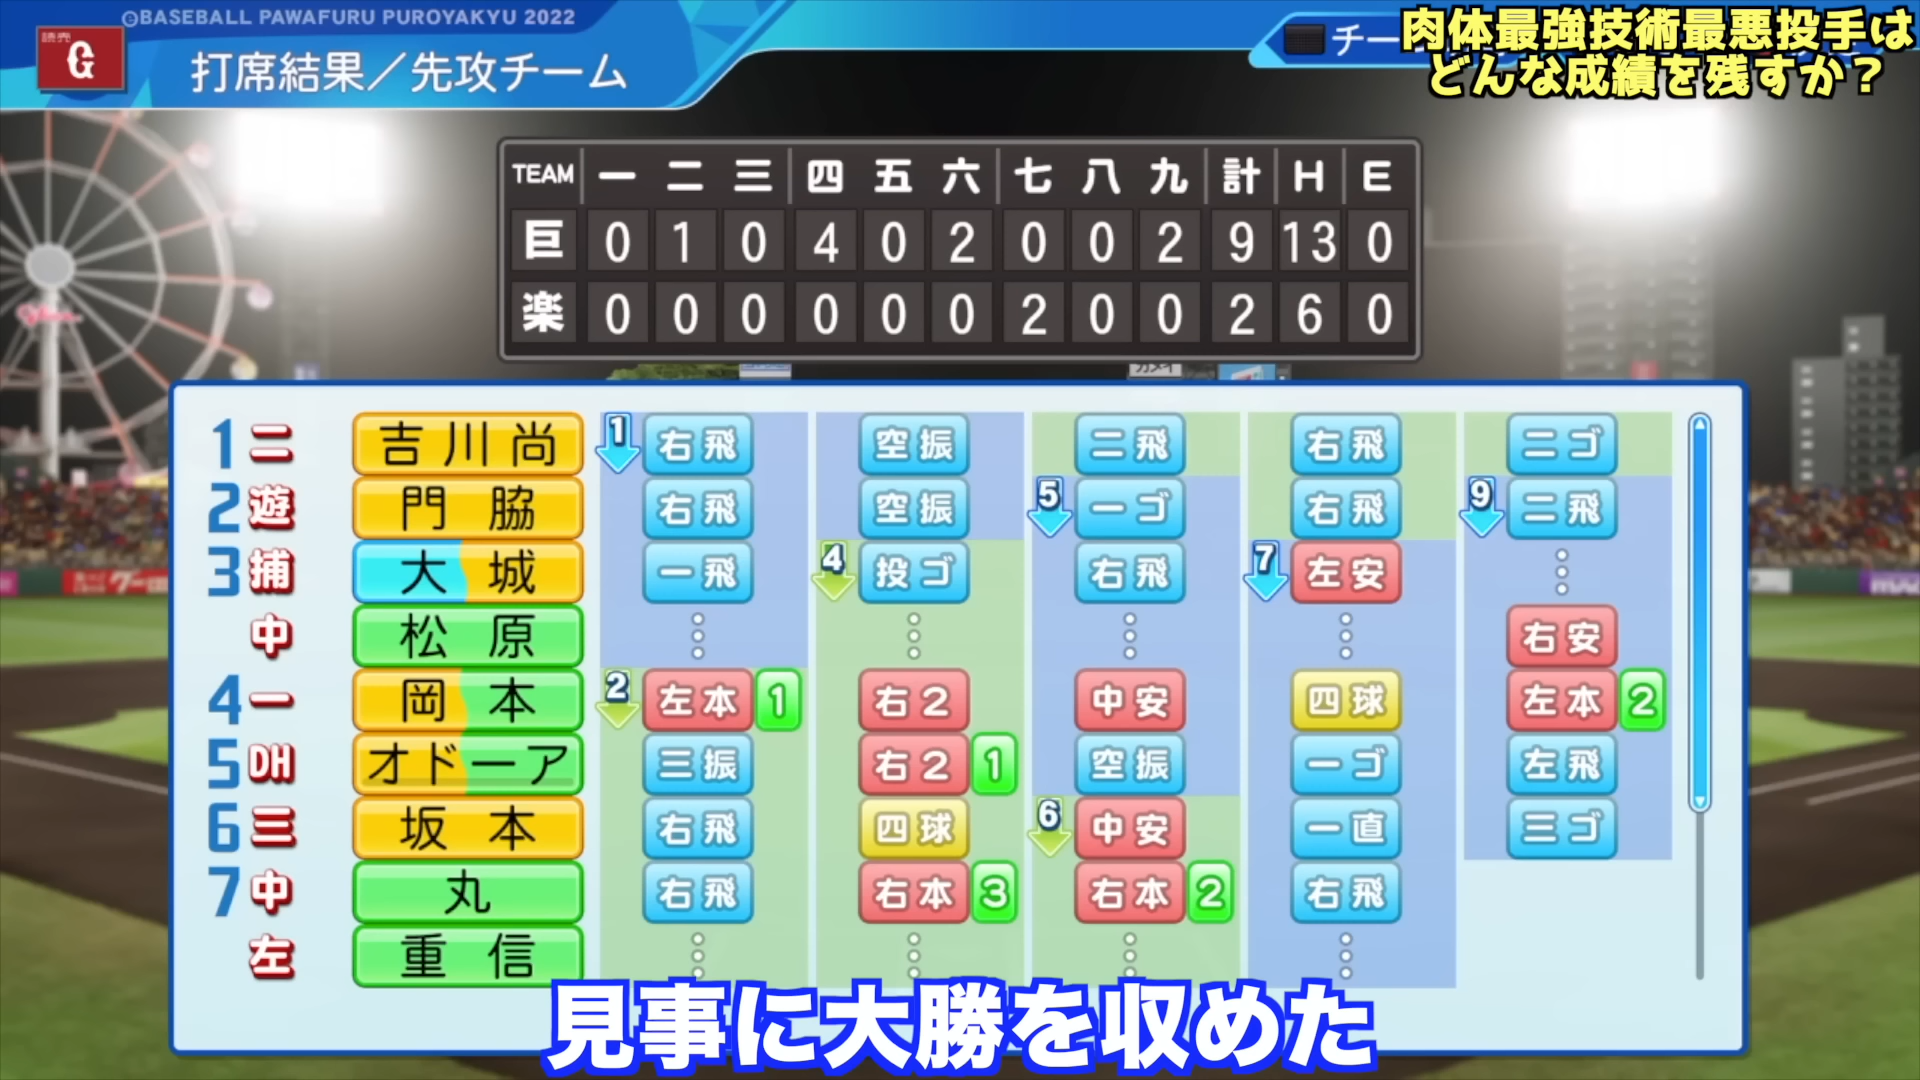 ©BASEBALL PAWAFURU PUROYAKYU 2022
読売
G
打席結果／先攻チーム
チー
肉体最強技術最悪投手は
どんな成績を残すか？
TEAM 一 二 三 四 五 六 七 八 九 計 H E
巨 0 1 0 4 0 2 0 0 2 9 13 0
楽 0 0 0 0 0 0 2 0 0 2 6 0
1 二 吉川尚 1 右飛 空振 二飛 右飛 二ゴ
2 遊 門脇 右飛 空振 5 一ゴ 右飛 9 二飛
3 捕 大城 一飛 4 投ゴ 右飛 7 左安
中 松原 右安
4 一 岡本 2 左本 1 右2 中安 四球 左本 2
5 DH オドーア 三振 右2 1 空振 一ゴ 左飛
6 三 坂本 右飛 四球 6 中安 一直 三ゴ
7 中 丸 右飛 右本 3 右本 2 右飛
左 重信
見事に大勝を収めた